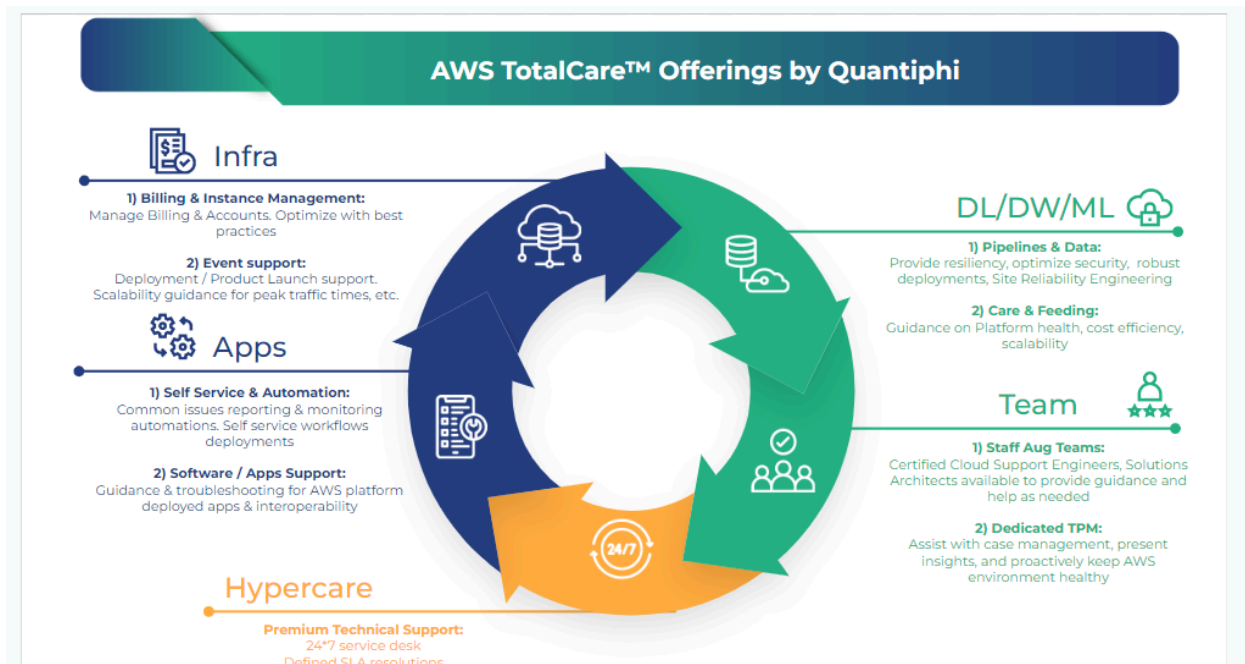 AWS TotalCare™ Offerings by Quantiphi
Infra
1) Billing & Instance Management:
Manage Billing & Accounts. Optimize with best
practices
2) Event support:
Deployment / Product Launch support.
Scalability guidance for peak traffic times, etc.
Apps
1) Self Service & Automation:
Common issues reporting & monitoring
automations. Self service workflows
deployments
2) Software / Apps Support:
Guidance & troubleshooting for AWS platform
deployed apps & interoperability
Hypercare
Premium Technical Support:
24*7 service desk
Defined SLA resolutions
24/7
DL/DW/ML
1) Pipelines & Data:
Provide resiliency, optimize security, robust
deployments, Site Reliability Engineering
2) Care & Feeding:
Guidance on Platform health, cost efficiency,
scalability
Team
1) Staff Aug Teams:
Certified Cloud Support Engineers, Solutions
Architects available to provide guidance and
help as needed
2) Dedicated TPM:
Assist with case management, present
insights, and proactively keep AWS
environment healthy